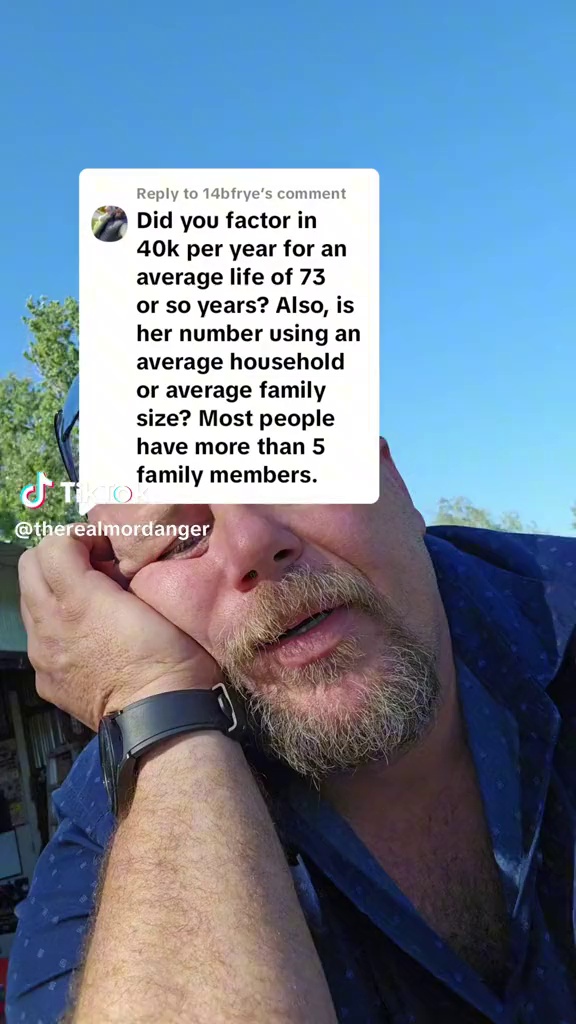 Reply to 14bfrye's comment
Did you factor in
40k per year for an
average life of 73
or so years? Also, is
her number using an
average household
or average family
size? Most people
have more than 5
family members.
TikTok
@therealmordanger